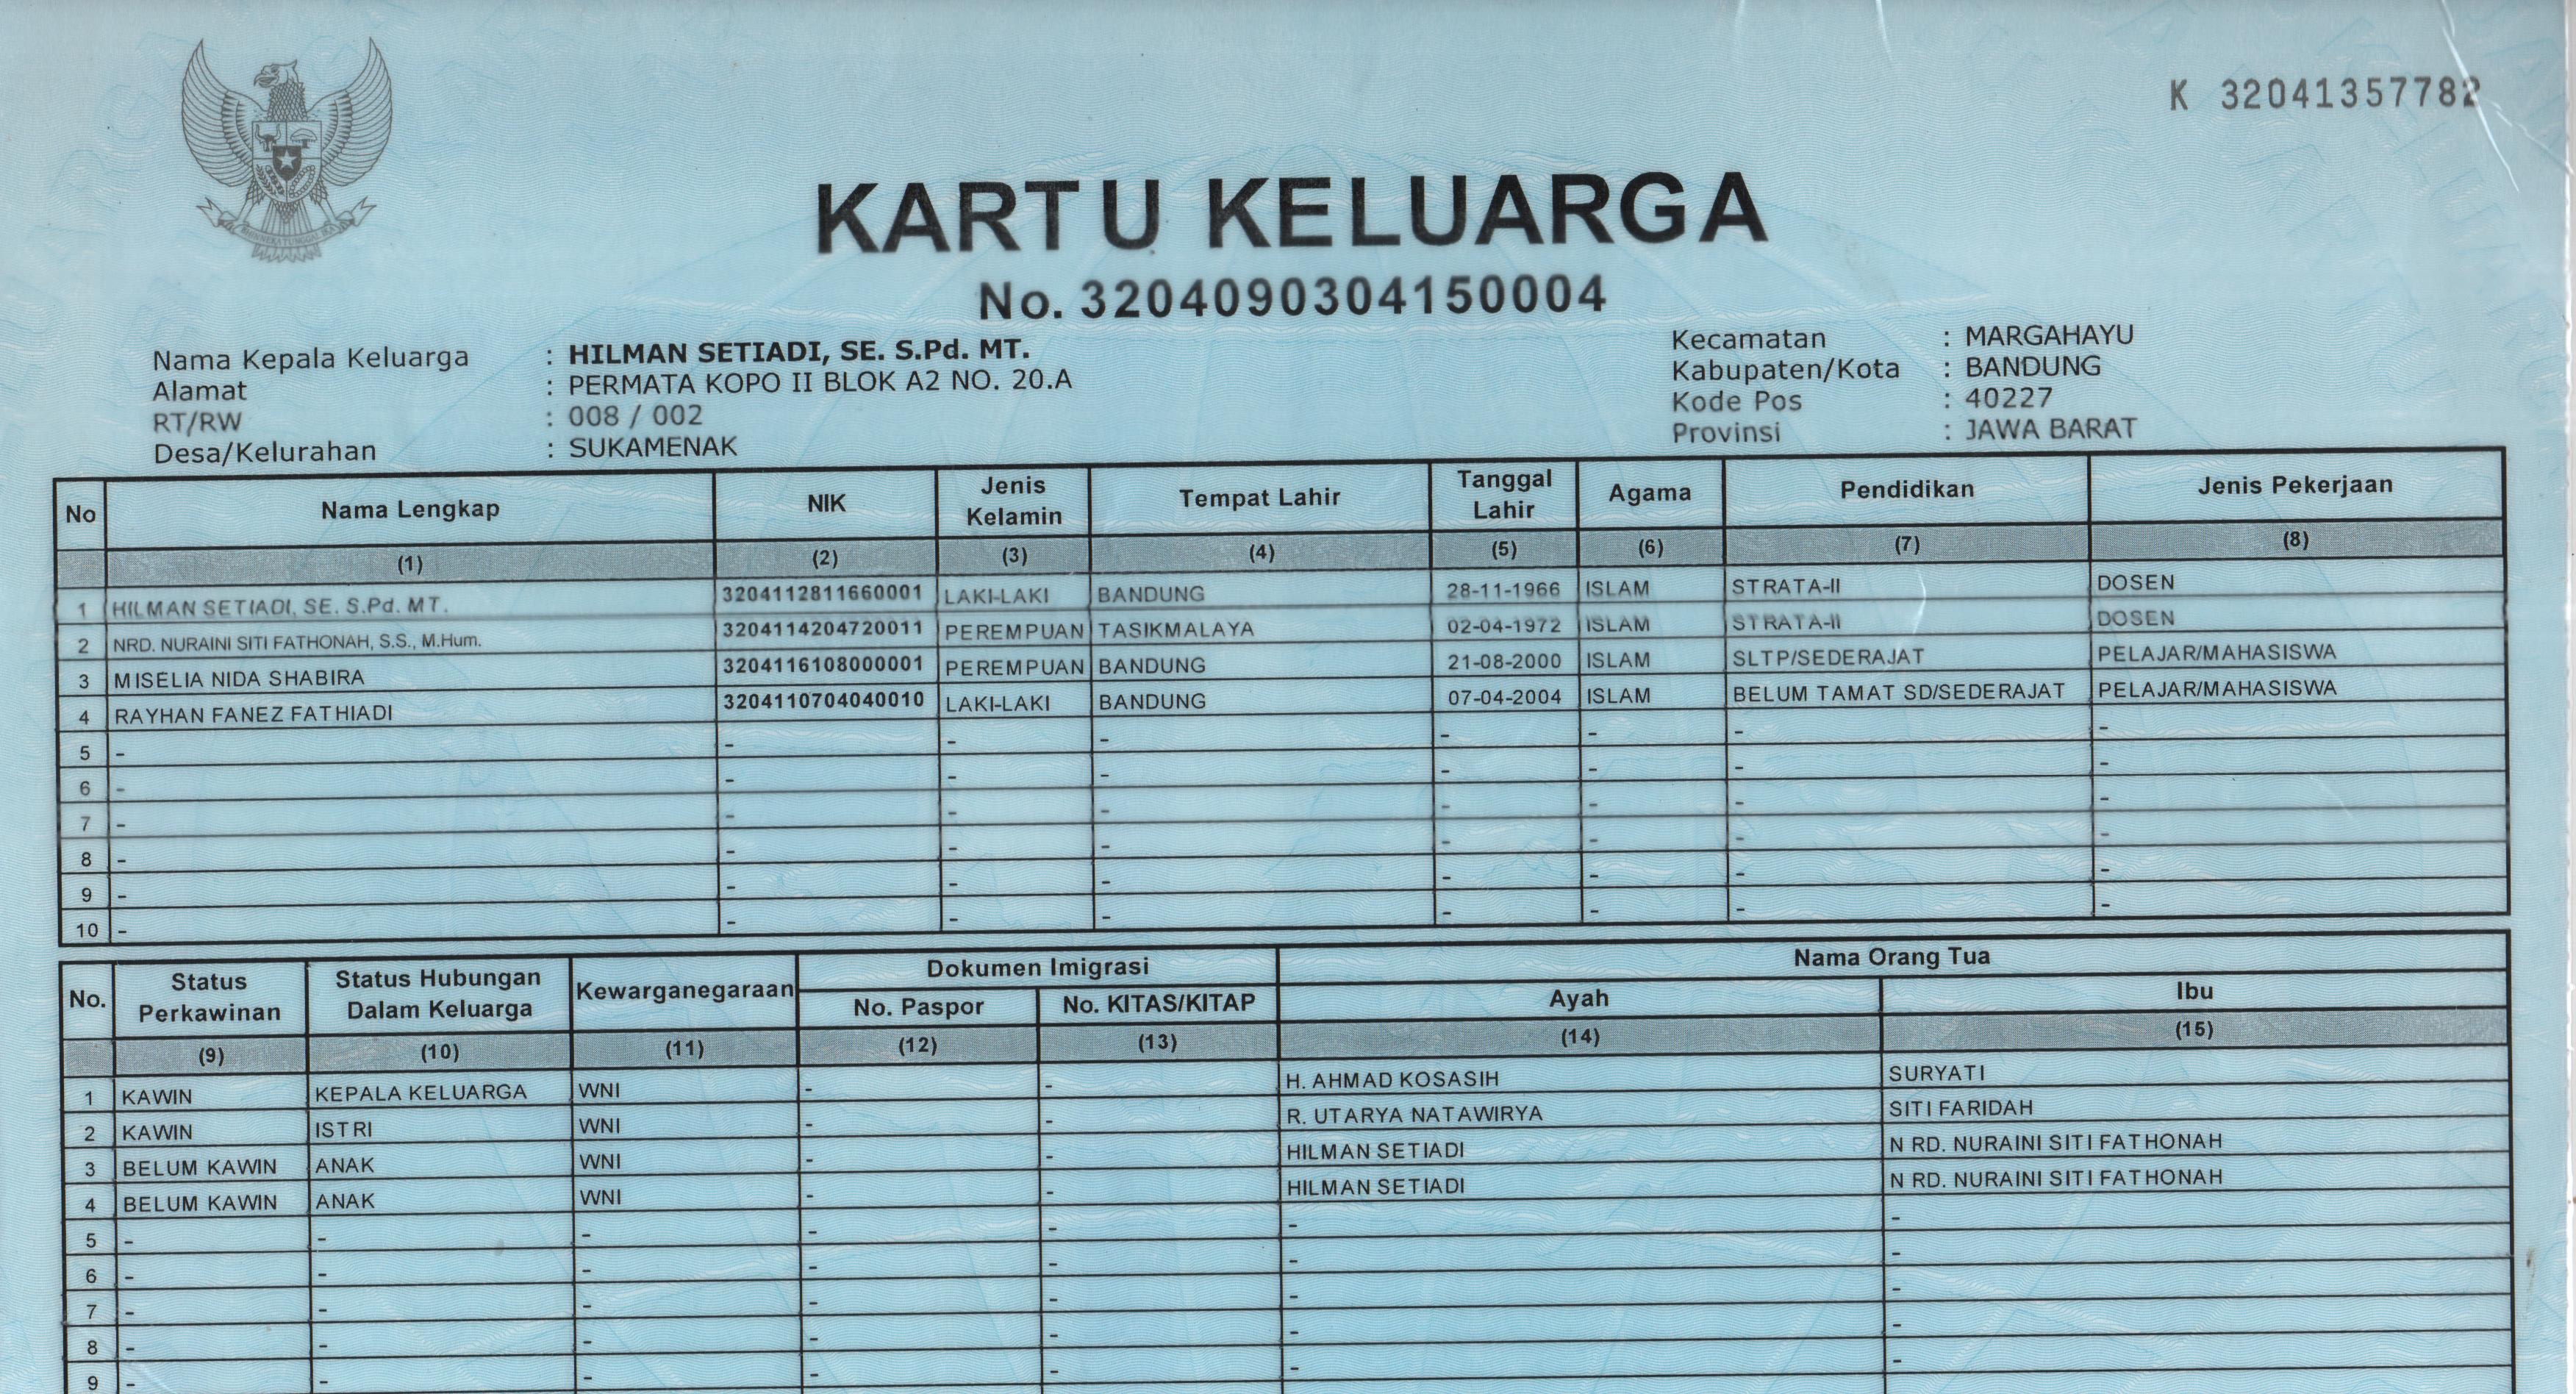 K 32041357782
KARTU KELUARGA
No. 3204090304150004
Nama Kepala Keluarga : HILMAN SETIADI, SE. S.Pd. MT.
Alamat : PERMATA KOPO II BLOK A2 NO. 20.A
RT/RW : 008 / 002
Desa/Kelurahan : SUKAMENAK
Kecamatan : MARGAHAYU
Kabupaten/Kota : BANDUNG
Kode Pos : 40227
Provinsi : JAWA BARAT
No Nama Lengkap NIK Jenis Kelamin Tempat Lahir Tanggal Lahir Agama Pendidikan Jenis Pekerjaan
(1) (2) (3) (4) (5) (6) (7) (8)
1 HILMAN SETIADI, SE. S.Pd. MT. 3204112811660001 LAKI-LAKI BANDUNG 28-11-1966 ISLAM STRATA-II DOSEN
2 NRD. NURAINI SITI FATHONAH, S.S., M.Hum. 3204114204720011 PEREMPUAN TASIKMALAYA 02-04-1972 ISLAM STRATA-II DOSEN
3 MISELIA NIDA SHABIRA 3204116108000001 PEREMPUAN BANDUNG 21-08-2000 ISLAM SLTP/SEDERAJAT PELAJAR/MAHASISWA
4 RAYHAN FANEZ FATHIADI 3204110704040010 LAKI-LAKI BANDUNG 07-04-2004 ISLAM BELUM TAMAT SD/SEDERAJAT PELAJAR/MAHASISWA
5 - - - - - - - -
6 - - - - - - - -
7 - - - - - - - -
8 - - - - - - - -
9 - - - - - - - -
10 - - - - - - - -
No. Status Perkawinan Status Hubungan Dalam Keluarga Kewarganegaraan Dokumen Imigrasi Nama Orang Tua
No. Paspor No. KITAS/KITAP Ayah Ibu
(9) (10) (11) (12) (13) (14) (15)
1 KAWIN KEPALA KELUARGA WNI - - H. AHMAD KOSASIH SURYATI
2 KAWIN ISTRI WNI - - R. UTARYA NATAWIRYA SITI FARIDAH
3 BELUM KAWIN ANAK WNI - - HILMAN SETIADI N RD. NURAINI SITI FATHONAH
4 BELUM KAWIN ANAK WNI - - HILMAN SETIADI N RD. NURAINI SITI FATHONAH
5 - - - - - - -
6 - - - - - - -
7 - - - - - - -
8 - - - - - - -
9 - - - - - - -